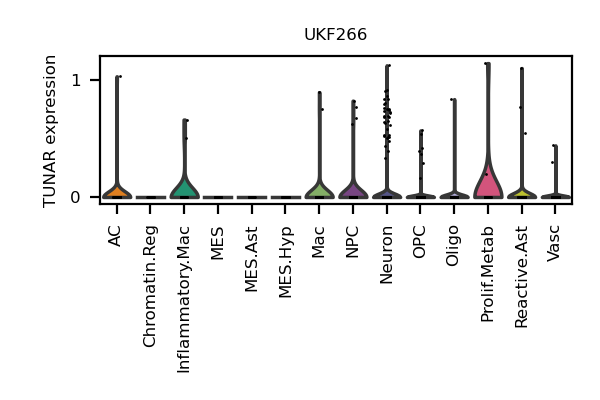 UKF266
TUNAR expression
1
0
AC
Chromatin.Reg
Inflammatory.Mac
MES
MES.Ast
MES.Hyp
Mac
NPC
Neuron
OPC
Oligo
Prolif.Metab
Reactive.Ast
Vasc